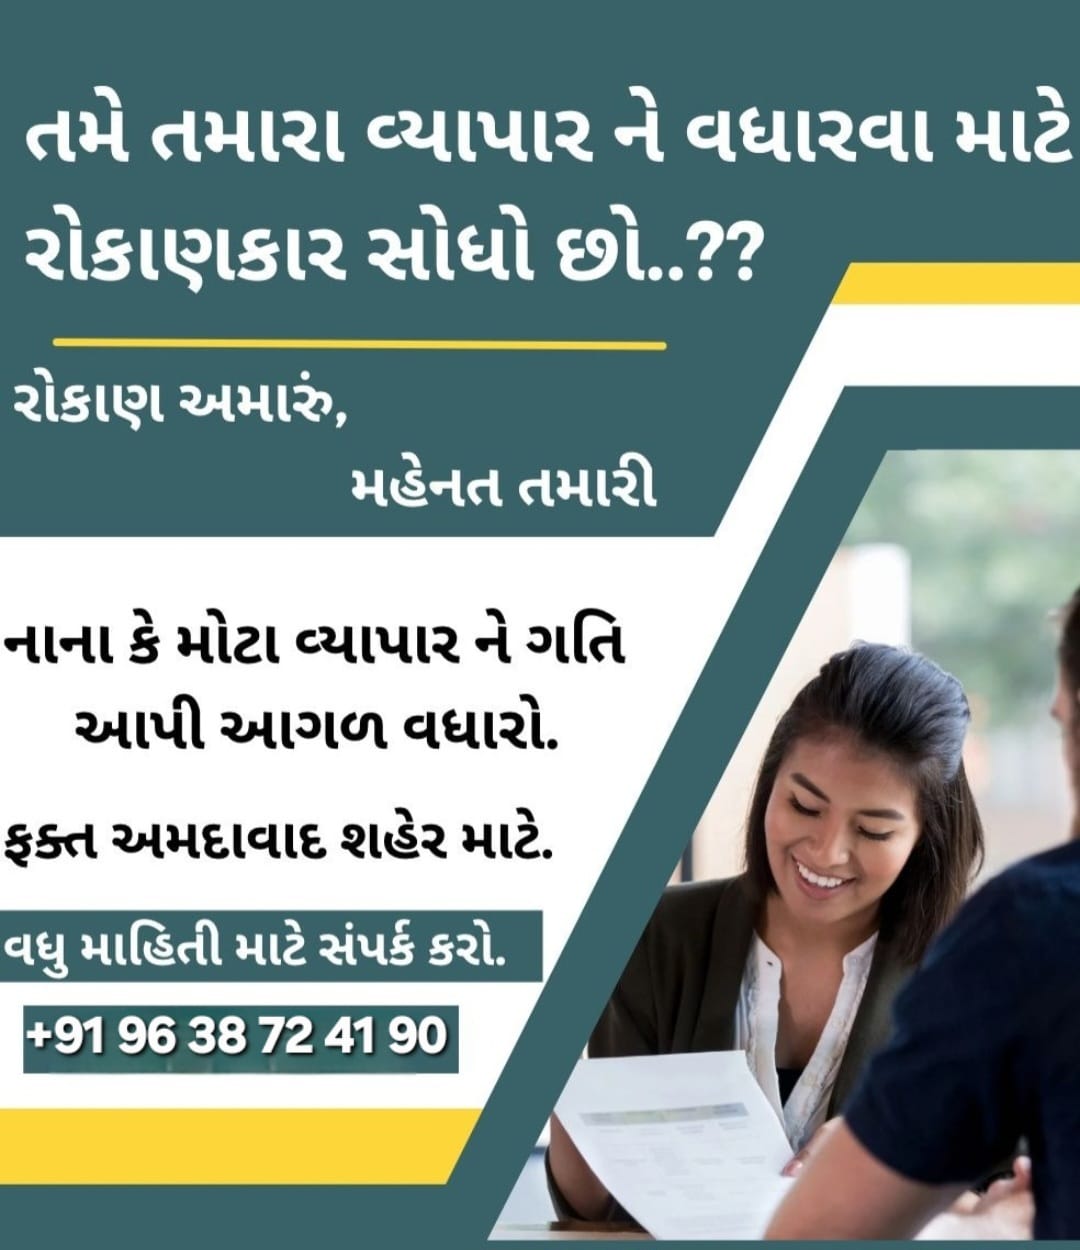 તમે તમારા વ્યાપાર ને વધારવા માટે
રોકાણકાર સોધો છો..??
રોકાણ અમારું,
મહેનત તમારી
નાના કે મોટા વ્યાપાર ને ગતિ
આપી આગળ વધારો.
ફક્ત અમદાવાદ શહેર માટે.
વધુ માહિતી માટે સંપર્ક કરો.
+91 96 38 72 41 90